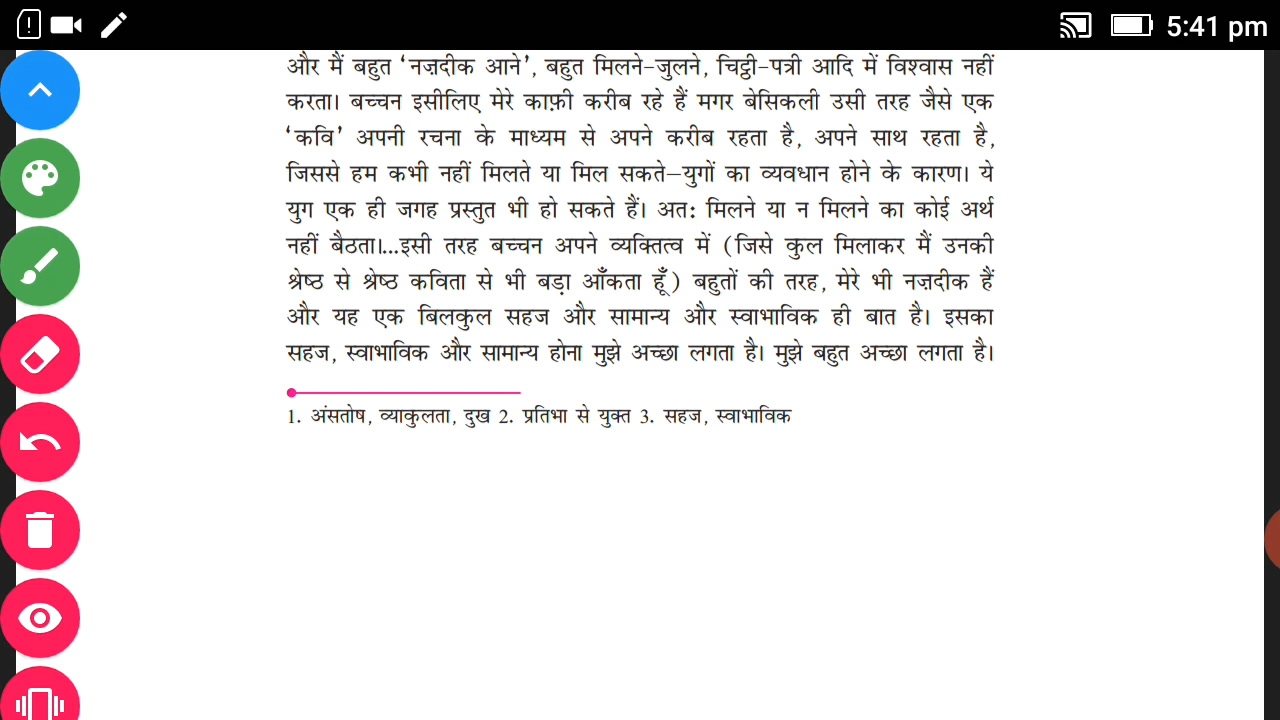 5:41 pm
और मैं बहुत ‘नज़दीक आने’, बहुत मिलने-जुलने, चिट्ठी-पत्री आदि में विश्वास नहीं
करता। बच्चन इसीलिए मेरे काफ़ी करीब रहे हैं मगर बेसिकली उसी तरह जैसे एक
‘कवि’ अपनी रचना के माध्यम से अपने करीब रहता है, अपने साथ रहता है,
जिससे हम कभी नहीं मिलते या मिल सकते–युगों का व्यवधान होने के कारण। ये
युग एक ही जगह प्रस्तुत भी हो सकते हैं। अत: मिलने या न मिलने का कोई अर्थ
नहीं बैठता।...इसी तरह बच्चन अपने व्यक्तित्व में (जिसे कुल मिलाकर मैं उनकी
श्रेष्ठ से श्रेष्ठ कविता से भी बड़ा आँकता हूँ) बहुतों की तरह, मेरे भी नज़दीक हैं
और यह एक बिलकुल सहज और सामान्य और स्वाभाविक ही बात है। इसका
सहज, स्वाभाविक और सामान्य होना मुझे अच्छा लगता है। मुझे बहुत अच्छा लगता है।
1. अंसतोष, व्याकुलता, दुख 2. प्रतिभा से युक्त 3. सहज, स्वाभाविक